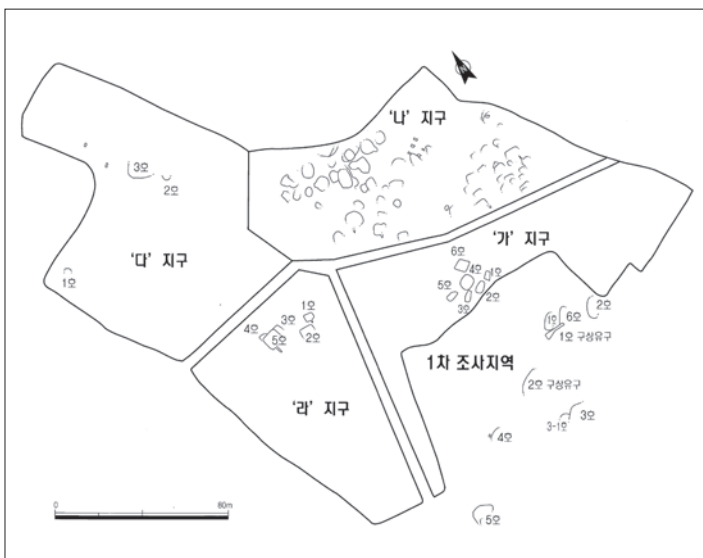 '나' 지구
3호
2호
'다' 지구
1호
'가' 지구
6호
4호
1호
5호
2호
3호
2호
1호
6호
1호 구상유구
1호
3호
4호
5호
2호
1차 조사지역
2호 구상유구
'라' 지구
3호
3-1호
4호
5호
0
80m